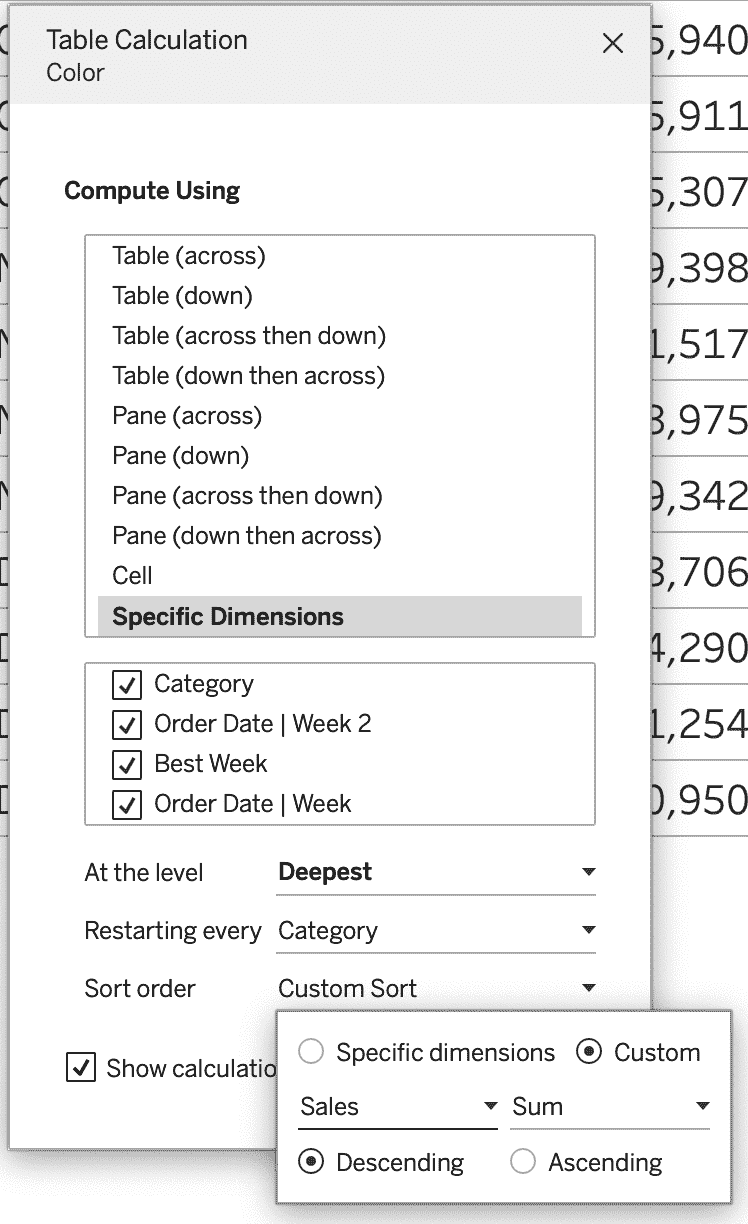 Table Calculation
Color
5,940
5,911
5,307
Compute Using
Table (across)
Table (down)
9,398
Table (across then down)
1,517
Table (down then across)
Pane (across)
3,975
Pane (down)
Pane (across then down)
9,342
Pane (down then across)
Cell
3,706
Specific Dimensions
4,290
Category
Order Date | Week 2
1,254
Best Week
Order Date | Week
0,950
At the level Deepest
Restarting every Category
Sort order Custom Sort
Show calculatio
Specific dimensions Custom
Sales Sum
Descending Ascending